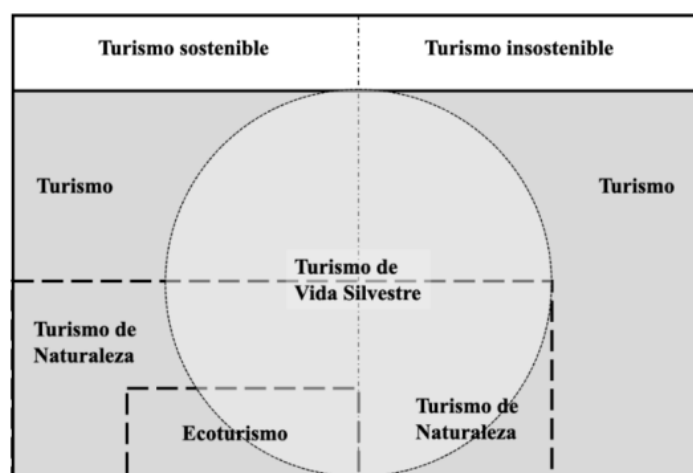 Turismo sostenible
Turismo insostenible
Turismo
Turismo
Turismo de
Vida Silvestre
Turismo de
Naturaleza
Turismo de
Naturaleza
Ecoturismo